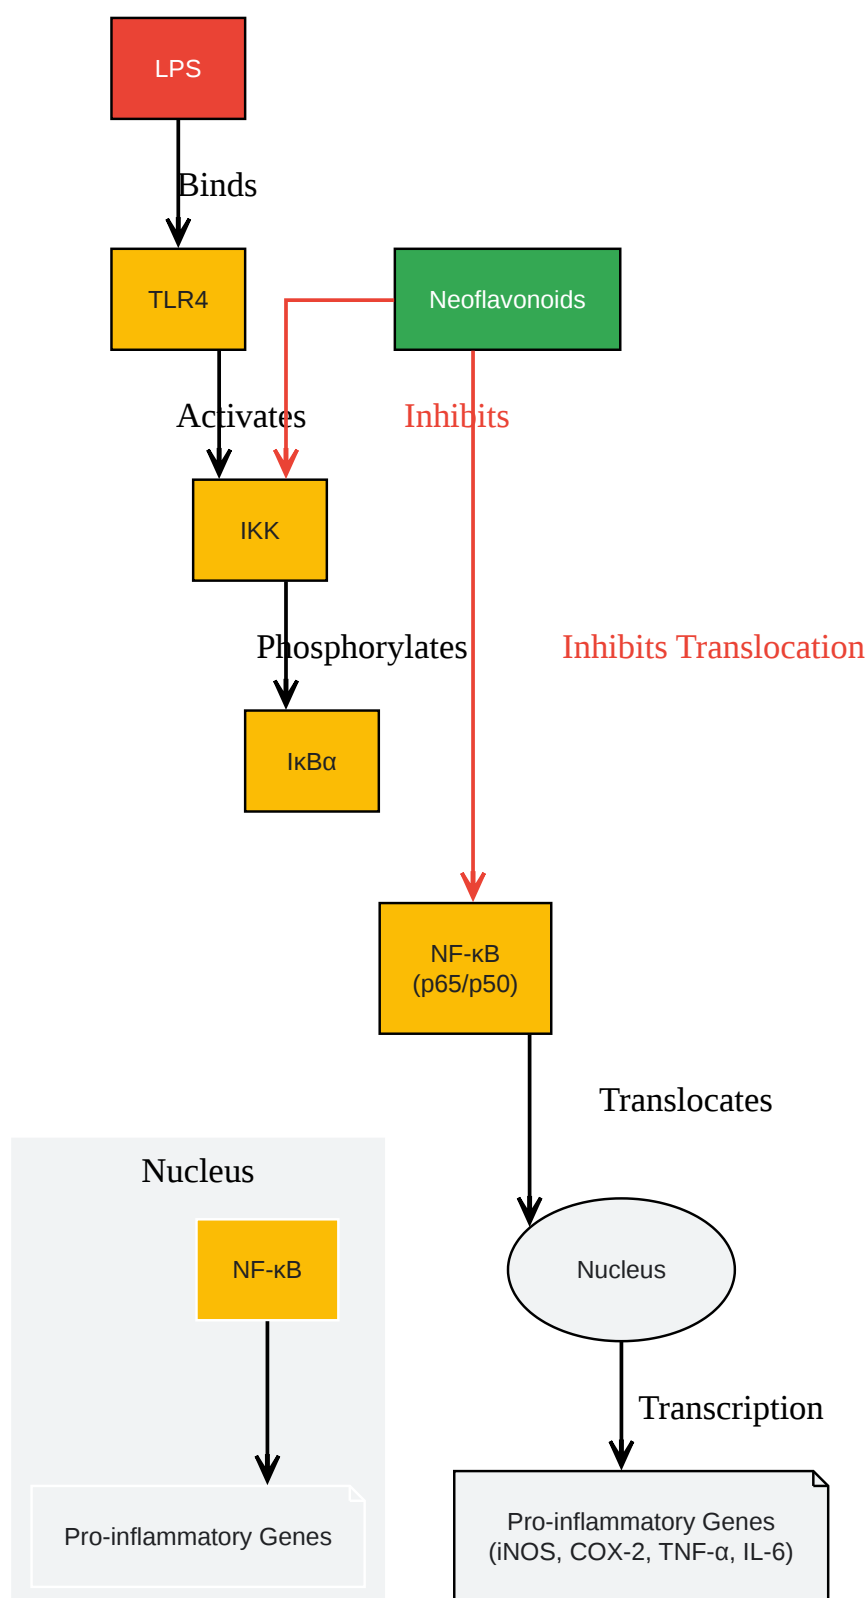 LPS
Binds
TLR4
Neoflavonoids
Activates
Inhibits
IKK
Phosphorylates
Inhibits Translocation
IκBα
NF-κB
(p65/p50)
Translocates
Nucleus
NF-κB
Nucleus
Transcription
Pro-inflammatory Genes
Pro-inflammatory Genes
(iNOS, COX-2, TNF-α, IL-6)